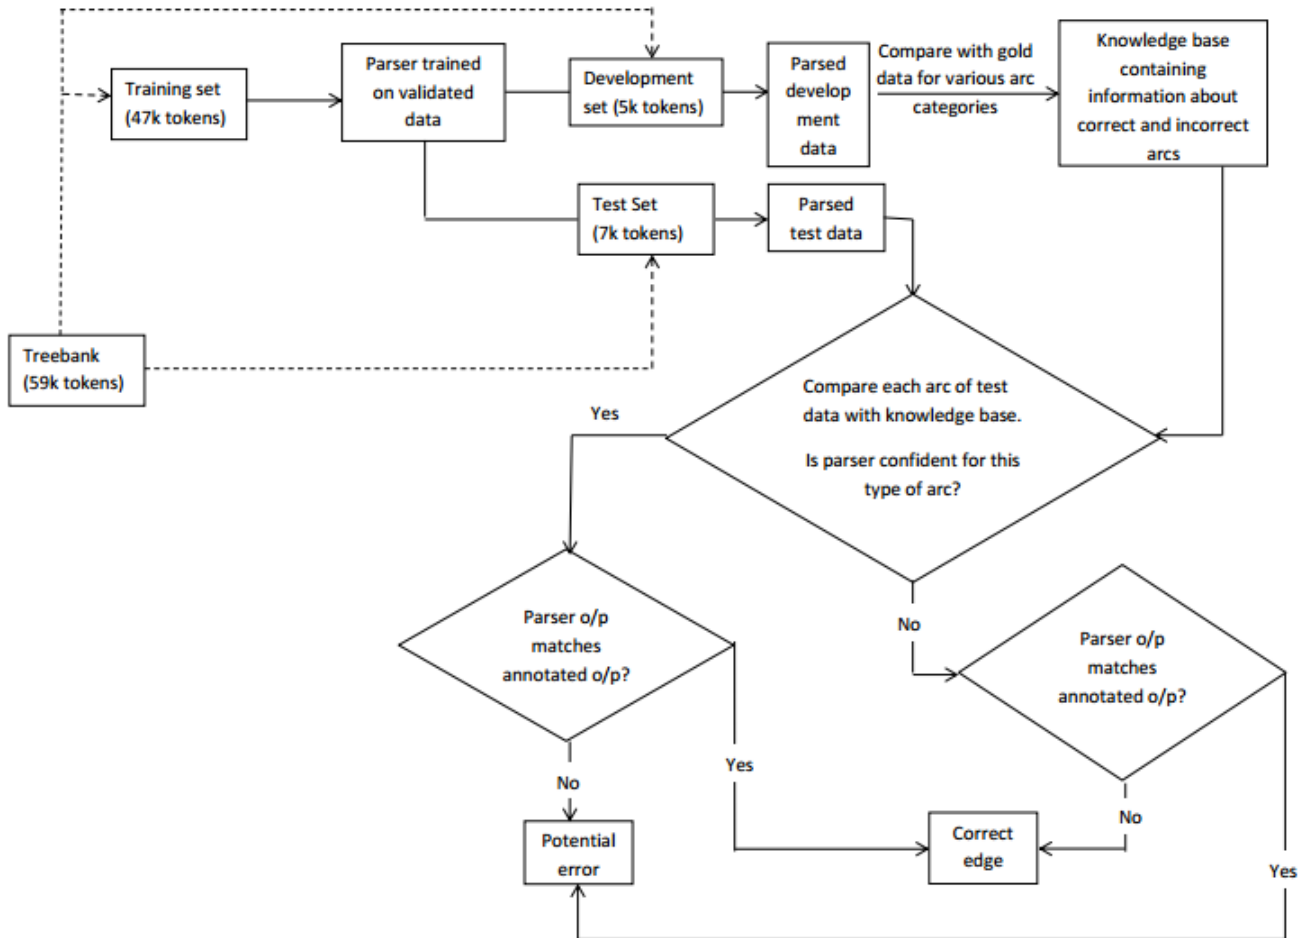 Training set
(47k tokens)
Parser trained
on validated
data
Development
set (5k tokens)
Parsed
develop
ment
data
Compare with gold
data for various arc
categories
Knowledge base
containing
information about
correct and incorrect
arcs
Test Set
(7k tokens)
Parsed
test data
Treebank
(59k tokens)
Compare each arc of test
data with knowledge base.
Is parser confident for this
type of arc?
Yes
No
Parser o/p
matches
annotated o/p?
Parser o/p
matches
annotated o/p?
No
Yes
No
Yes
Potential
error
Correct
edge